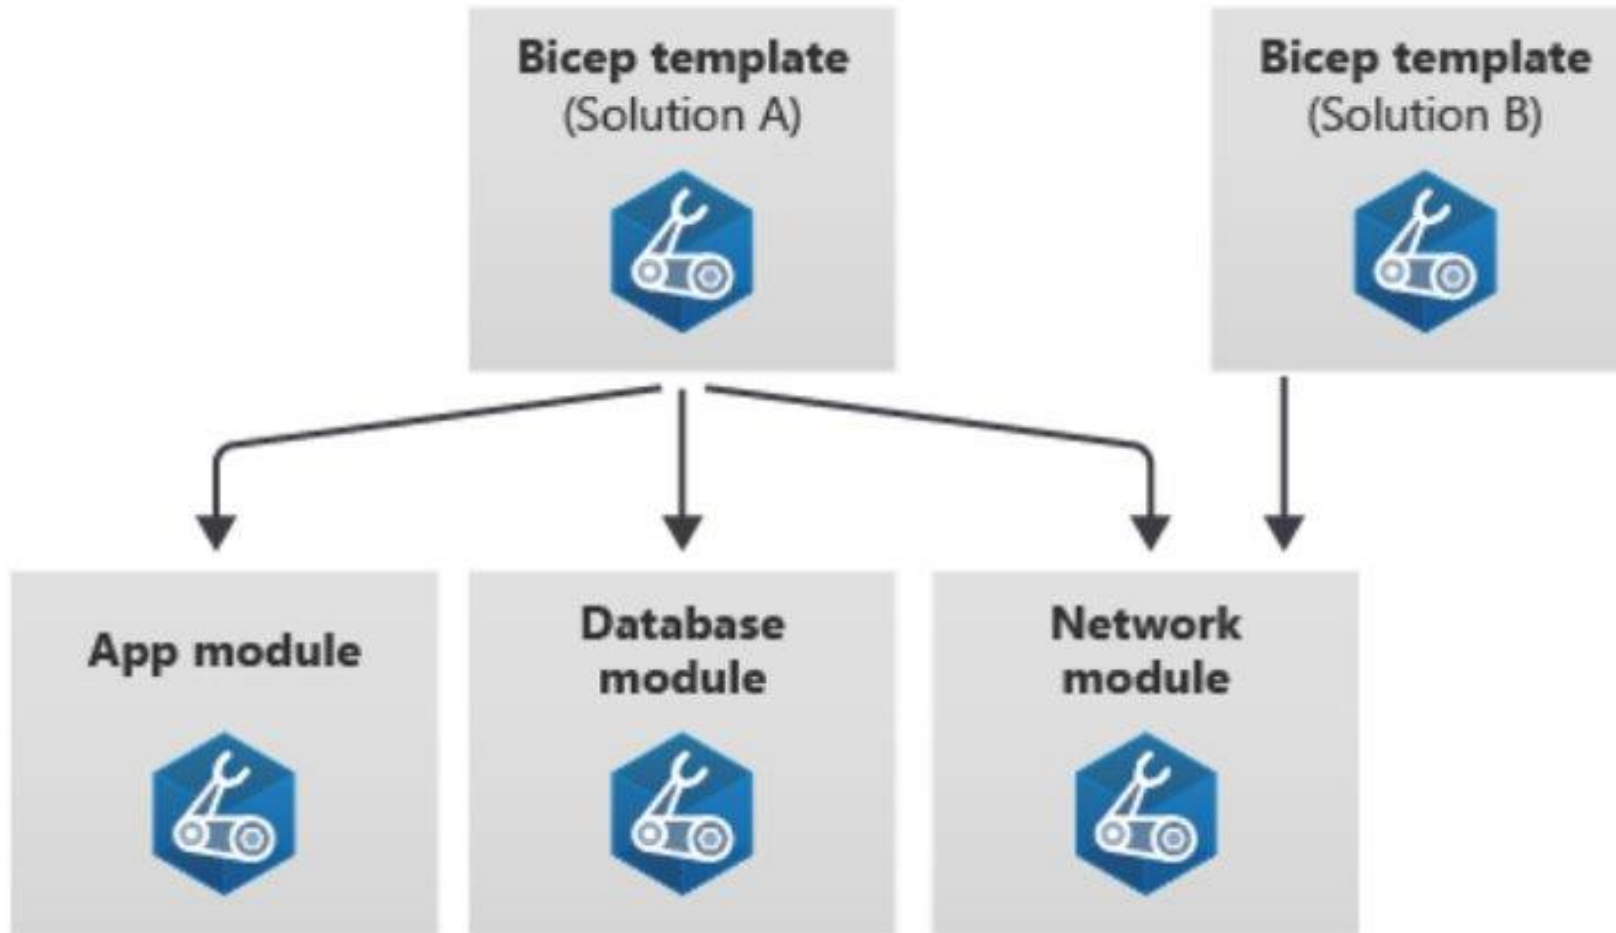 Bicep template
(Solution A)
Bicep template
(Solution B)
App module
Database
module
Network
module